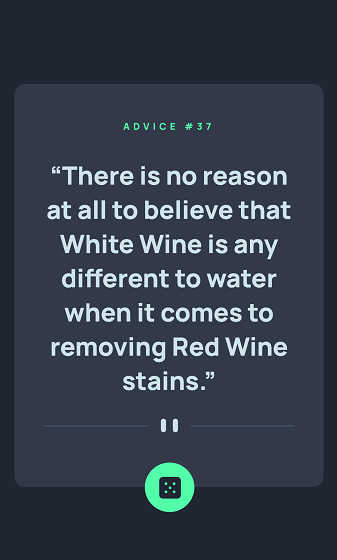 ADVICE #37
“There is no reason
at all to believe that
White Wine is any
different to water
when it comes to
removing Red Wine
stains.”